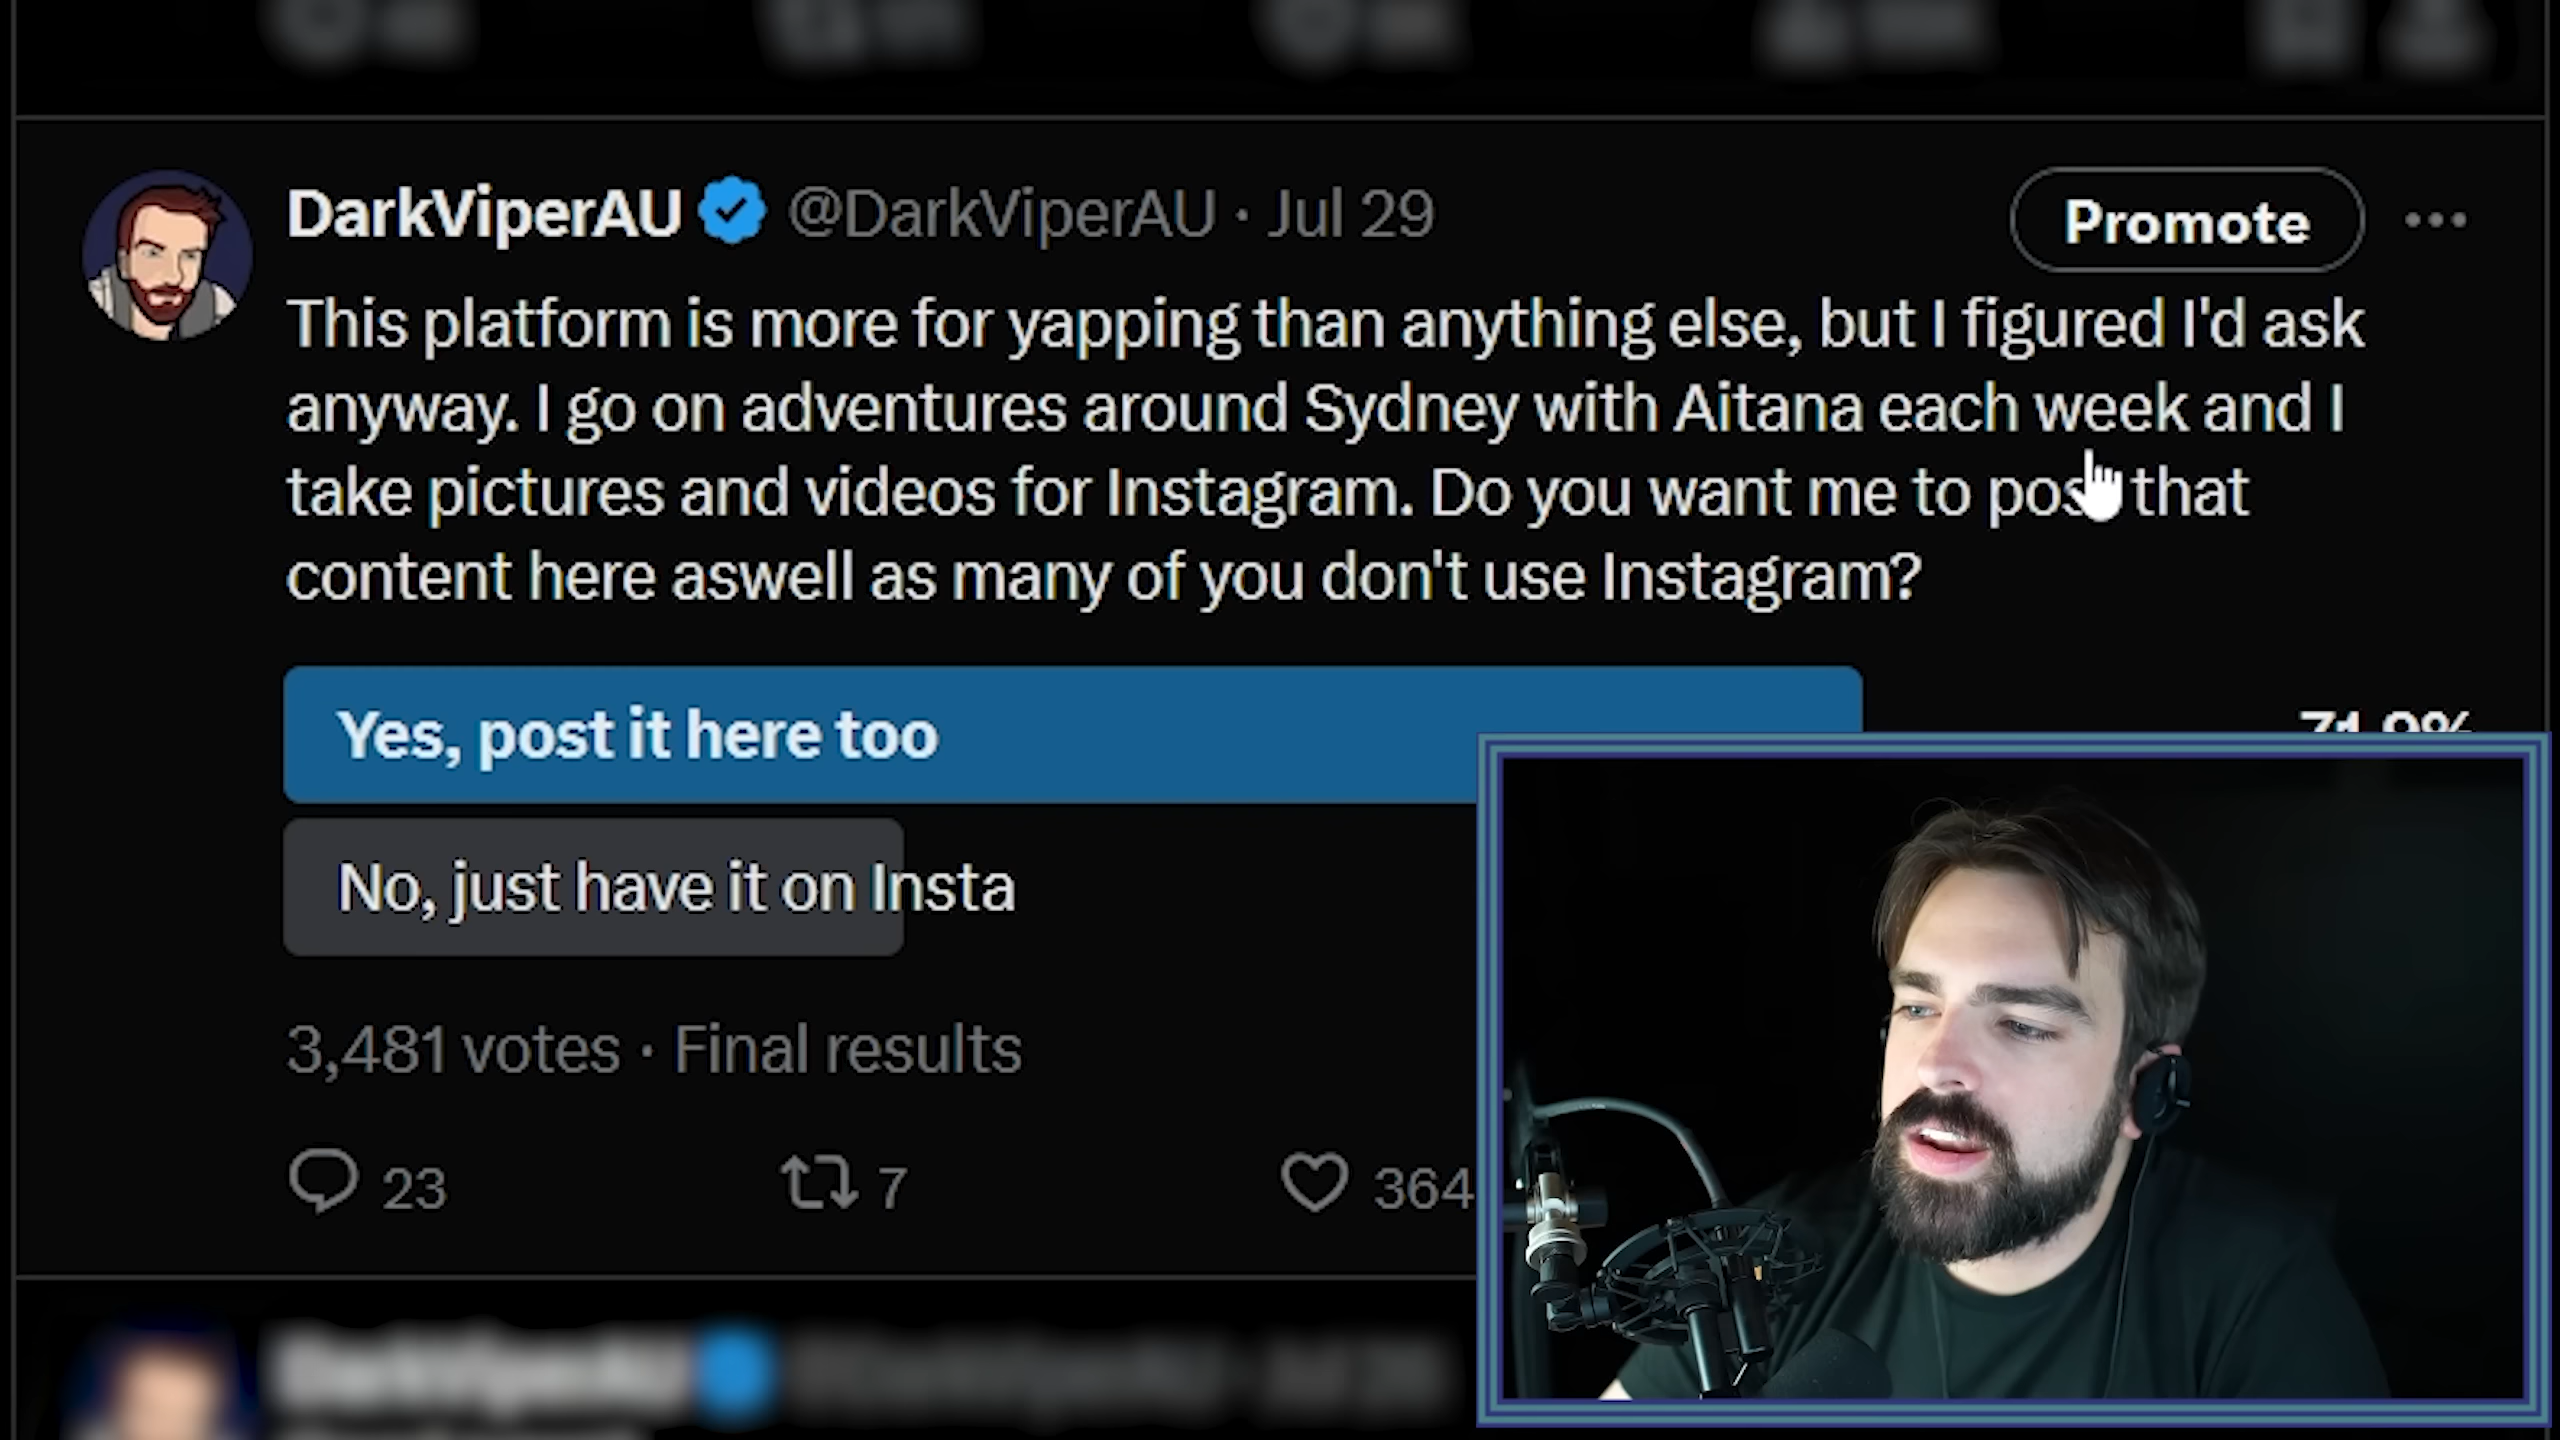 DarkViperAU @DarkViperAU · Jul 29
Promote
This platform is more for yapping than anything else, but I figured I'd ask
anyway. I go on adventures around Sydney with Aitana each week and I
take pictures and videos for Instagram. Do you want me to post that
content here aswell as many of you don't use Instagram?
Yes, post it here too
71.9%
No, just have it on Insta
3,481 votes · Final results
23
7
364